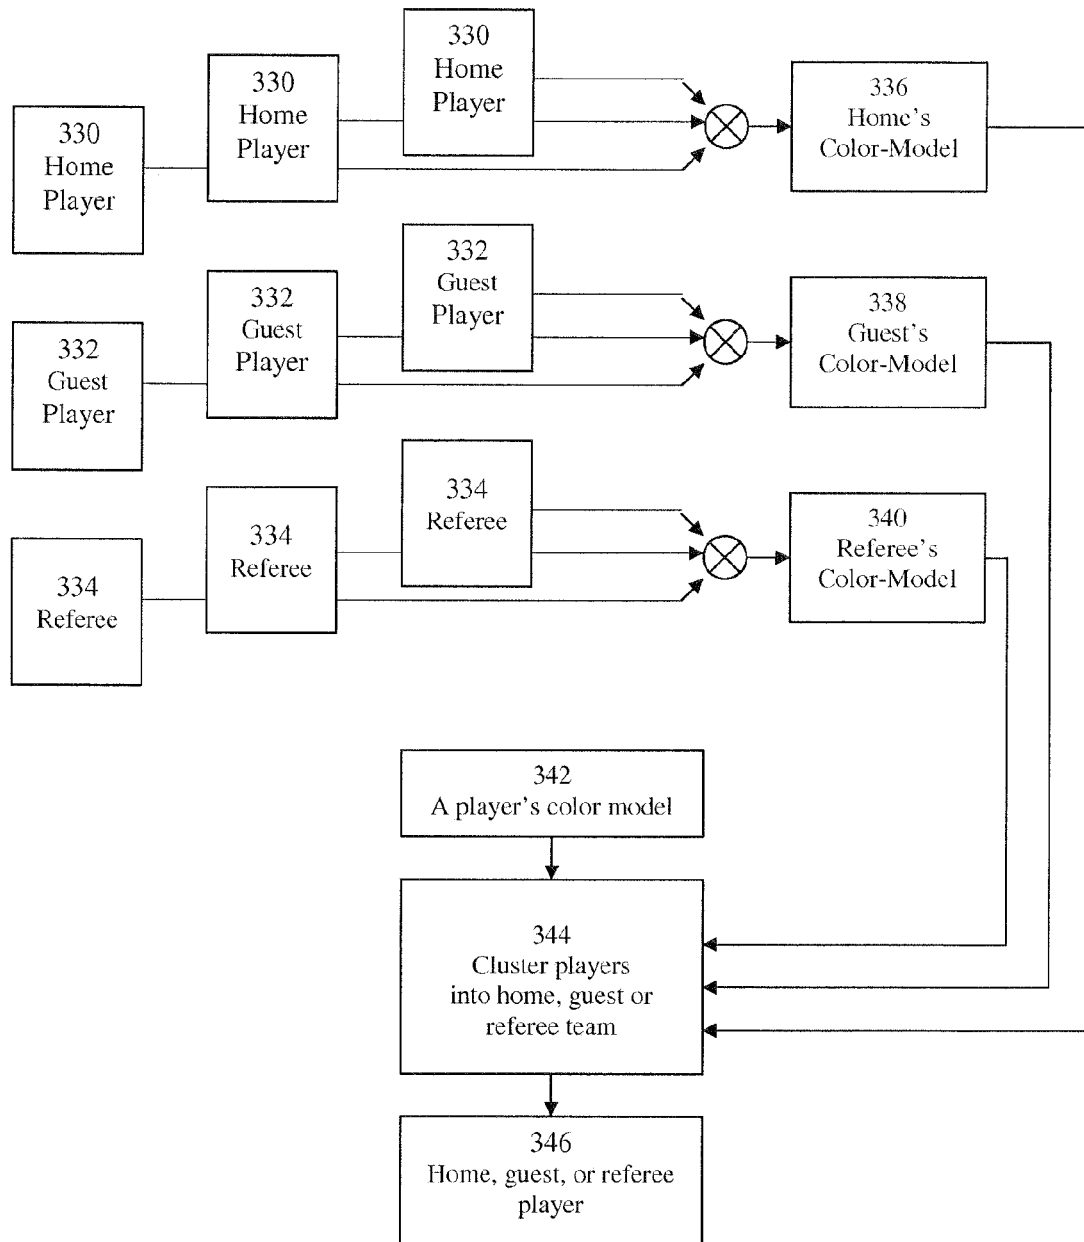 330
Home
Player
330
Home
Player
330
Home
Player
336
Home's
Color-Model
332
Guest
Player
332
Guest
Player
332
Guest
Player
338
Guest's
Color-Model
334
Referee
334
Referee
334
Referee
340
Referee's
Color-Model
342
A player's color model
344
Cluster players
into home, guest or
referee team
346
Home, guest, or referee
player